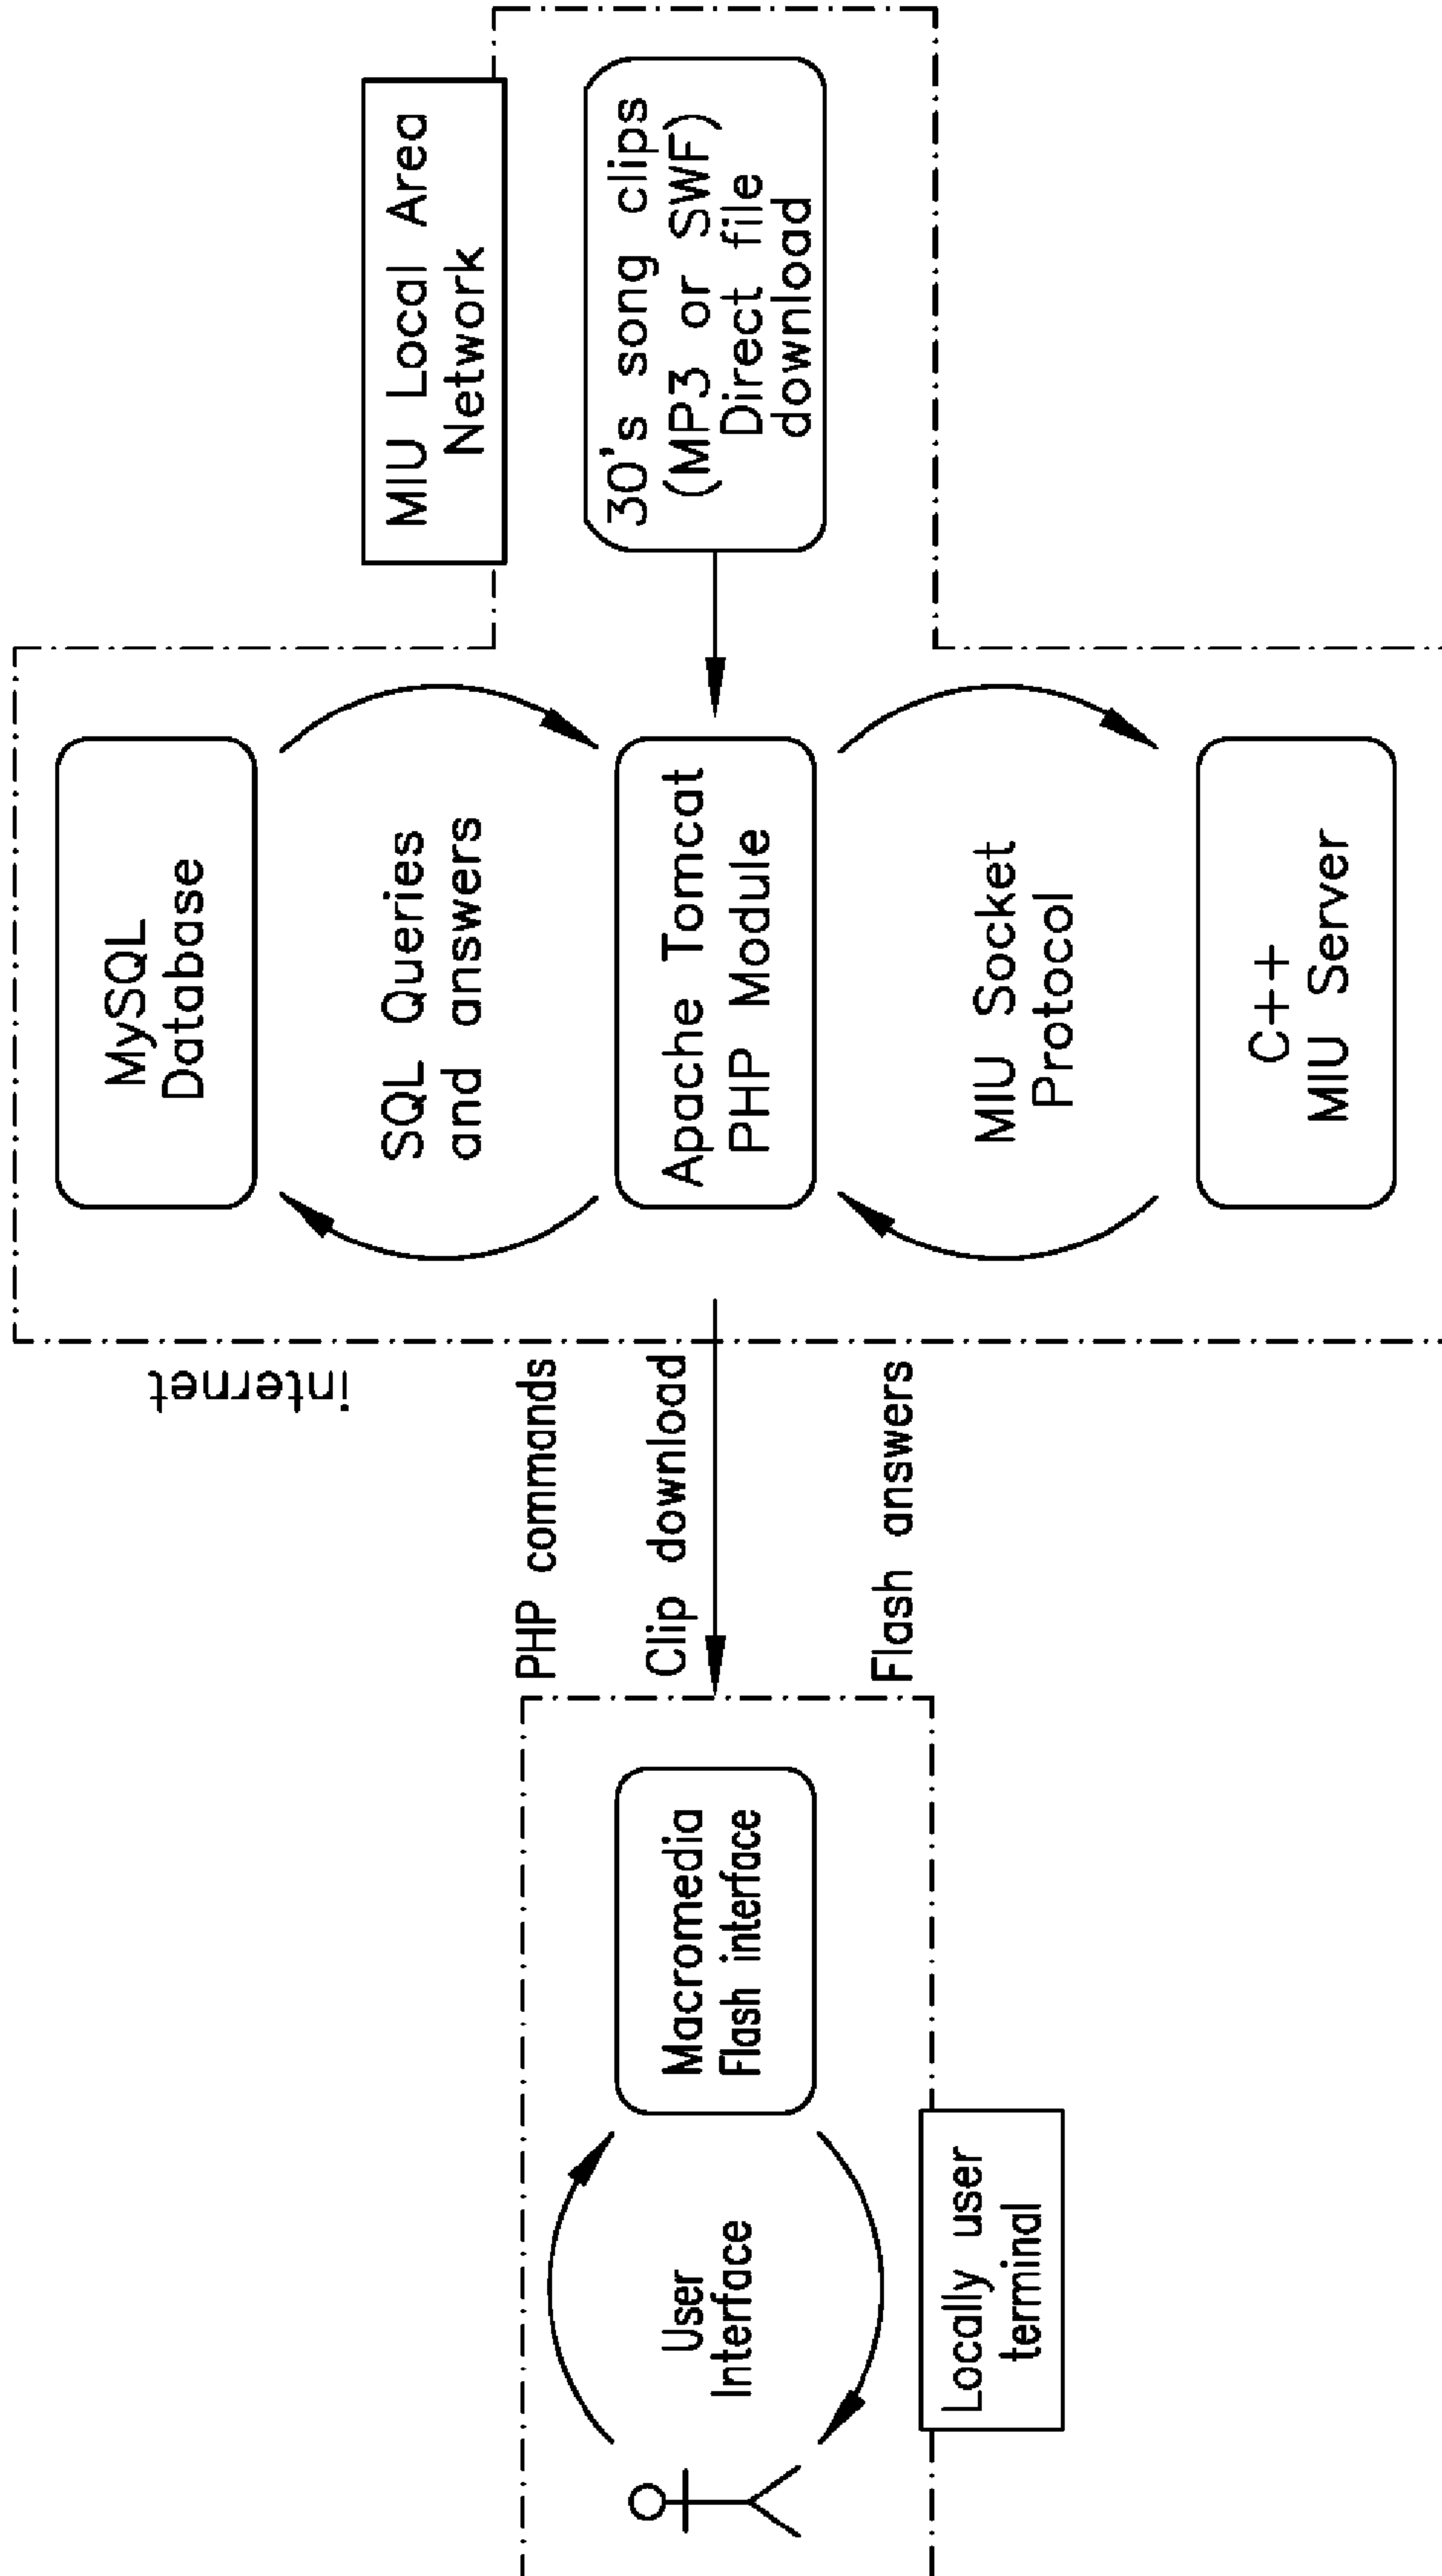 MIU Local Area
Network
MySQL
Database
SQL Queries
and answers
internet
PHP commands
Clip download
Flash answers
Macromedia
Flash interface
User
Interface
Locally user
terminal
Apache Tomcat
PHP Module
30's song clips
(MP3 or SWF)
Direct file
download
MIU Socket
Protocol
C++
MIU Server